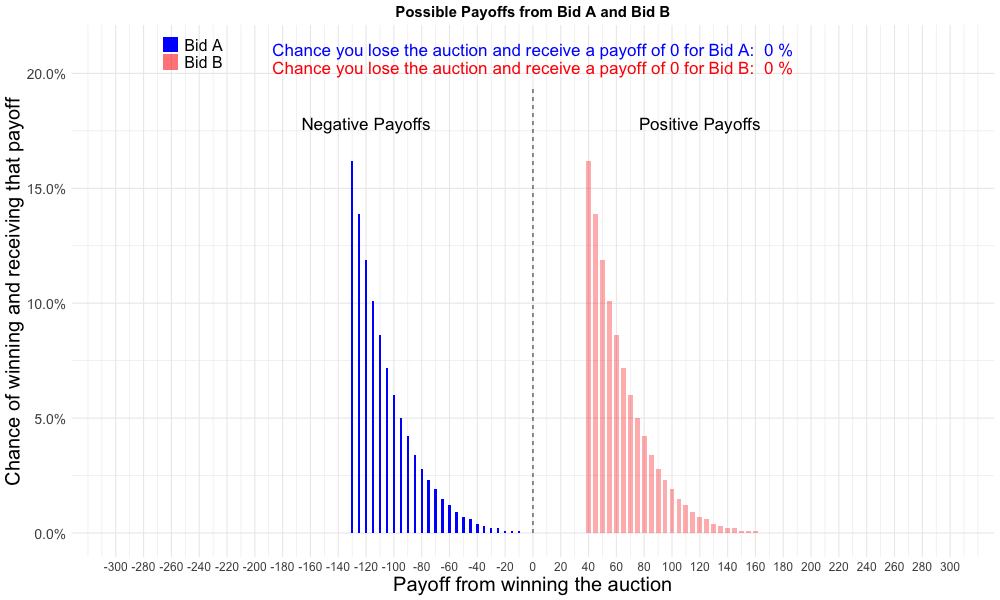 Possible Payoffs from Bid A and Bid B
Bid A
Bid B
Chance you lose the auction and receive a payoff of 0 for Bid A:  0 %
Chance you lose the auction and receive a payoff of 0 for Bid B:  0 %
Negative Payoffs
Positive Payoffs
Chance of winning and receiving that payoff
20.0%
15.0%
10.0%
5.0%
0.0%
-300 -280 -260 -240 -220 -200 -180 -160 -140 -120 -100 -80 -60 -40 -20 0 20 40 60 80 100 120 140 160 180 200 220 240 260 280 300
Payoff from winning the auction